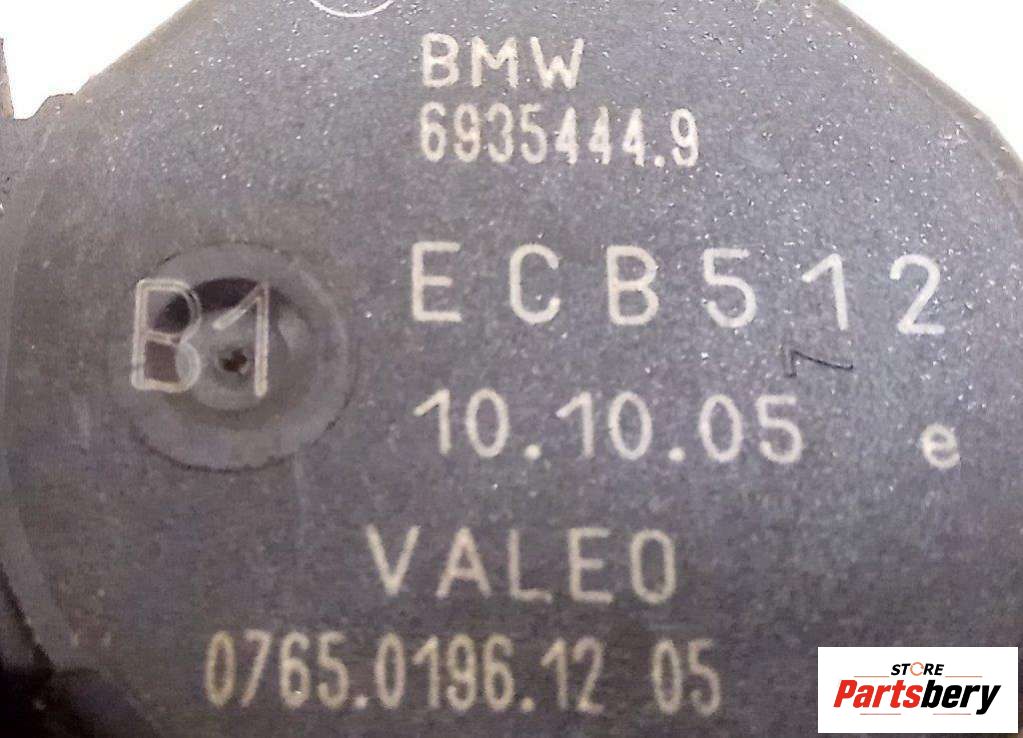 BMW
6935444.9
ECB512
B1
10.10.05 e
VALEO
0765.0196.12 05
STORE
Partsbery